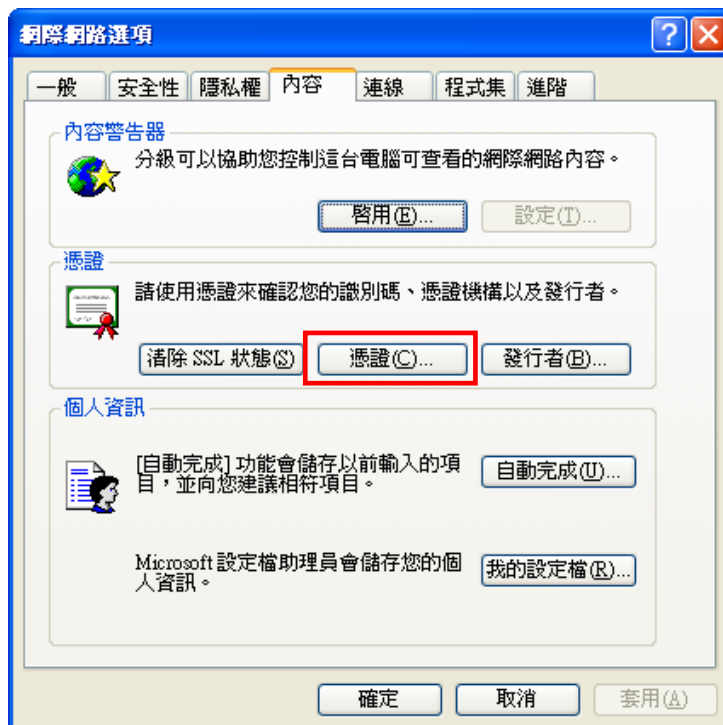 網際網路選項
一般 安全性 隱私權 內容 連線 程式集 進階
內容警告器
分級可以協助您控制這台電腦可查看的網際網路內容。
啓用(E)... 設定(T)...
憑證
請使用憑證來確認您的識別碼、憑證機構以及發行者。
清除 SSL 狀態(S) 憑證(C)... 發行者(B)...
個人資訊
[自動完成] 功能會儲存以前輸入的項
目，並向您建議相符項目。
自動完成(U)...
Microsoft 設定檔助理員會儲存您的個
人資訊。
我的設定檔(R)...
確定 取消 套用(A)